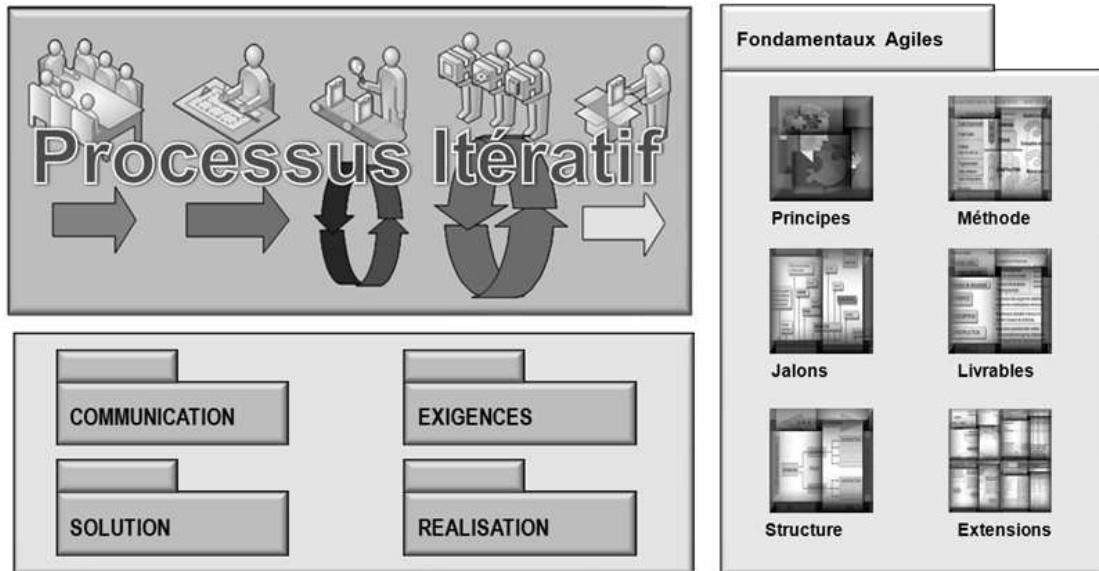 Processus Itératif
COMMUNICATION
EXIGENCES
SOLUTION
REALISATION
Fondamentaux Agiles
Principes
Méthode
Jalons
Livrables
Structure
Extensions